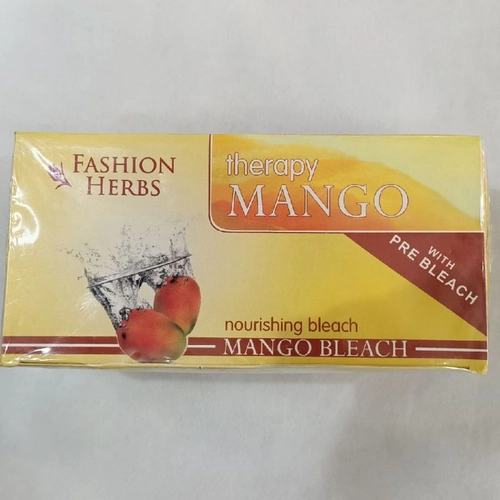 FASHION
HERBS
therapy
MANGO
WITH
PRE BLEACH
nourishing bleach
MANGO BLEACH